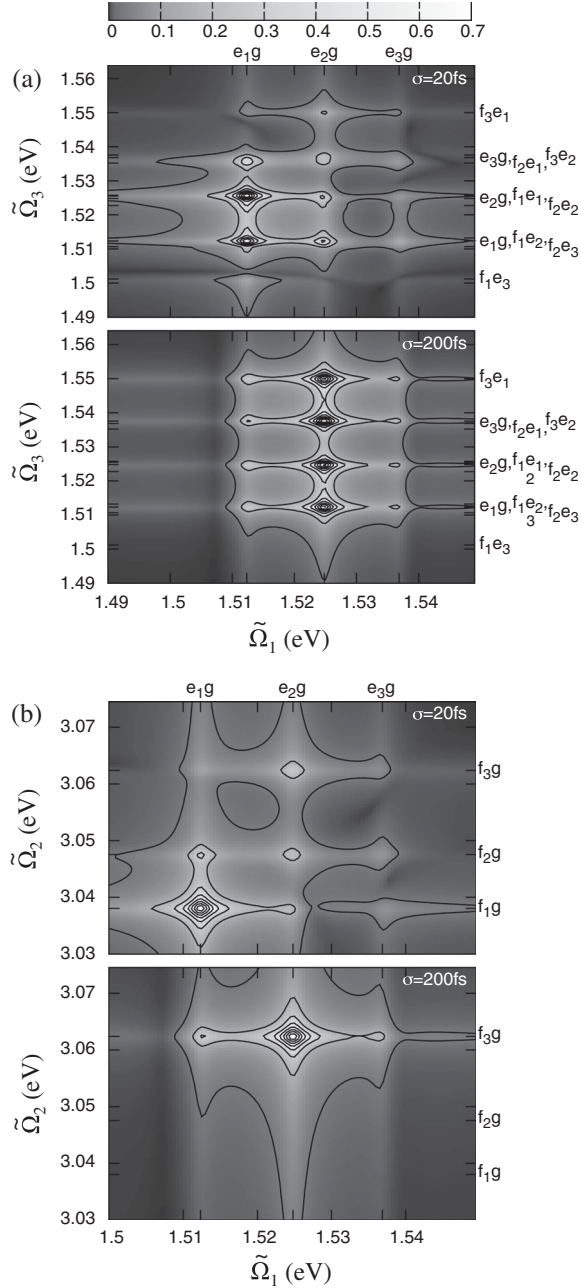 0 0.1 0.2 0.3 0.4 0.5 0.6 0.7
e₁g e₂g e₃g
(a)
σ=20fs
1.56
1.55
1.54
1.53
1.52
1.51
1.5
1.49
Ω̃₃ (eV)
f₃e₁
e₃g,f₂e₁,f₃e₂
e₂g,f₁e₁,f₂e₂
e₁g,f₁e₂,f₂e₃
f₁e₃
σ=200fs
1.56
1.55
1.54
1.53
1.52
1.51
1.5
1.49
Ω̃₃ (eV)
f₃e₁
e₃g,f₂e₁,f₃e₂
e₂g,f₁e₁,f₂e₂
2
e₁g,f₁e₂,f₂e₃
3
f₁e₃
1.49 1.5 1.51 1.52 1.53 1.54
Ω̃₁ (eV)
e₁g e₂g e₃g
(b)
σ=20fs
3.07
3.06
3.05
3.04
3.03
Ω̃₂ (eV)
f₃g
f₂g
f₁g
σ=200fs
3.07
3.06
3.05
3.04
3.03
Ω̃₂ (eV)
f₃g
f₂g
f₁g
1.5 1.51 1.52 1.53 1.54
Ω̃₁ (eV)